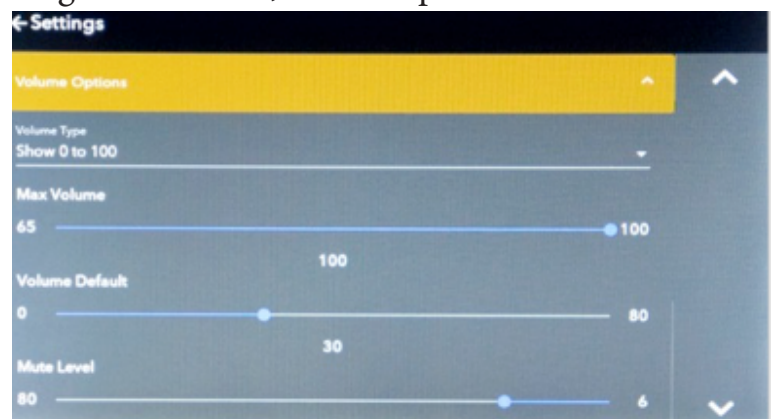 ← Settings
Volume Options
Volume Type
Show 0 to 100
Max Volume
65 100
100
Volume Default
0 80
30
Mute Level
80 6